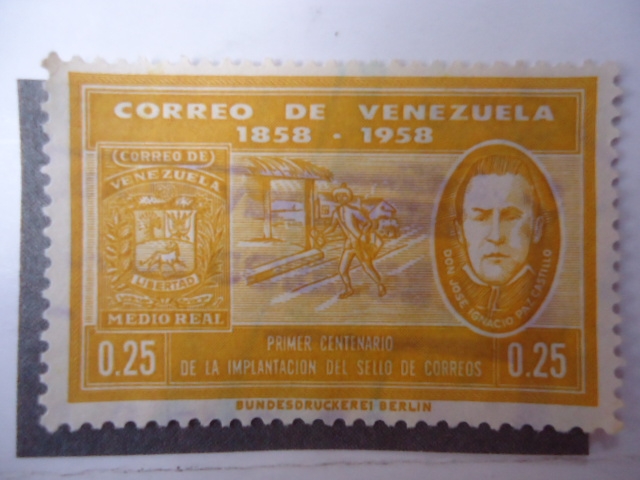 CORREO DE VENEZUELA
1858 - 1958
CORREO DE
VENEZUELA
LIBERTAD
MEDIO REAL
DON JOSE IGNACIO PAZ CASTILLO
0.25
PRIMER CENTENARIO
DE LA IMPLANTACION DEL SELLO DE CORREOS
0.25
BUNDESDRUCKEREI BERLIN